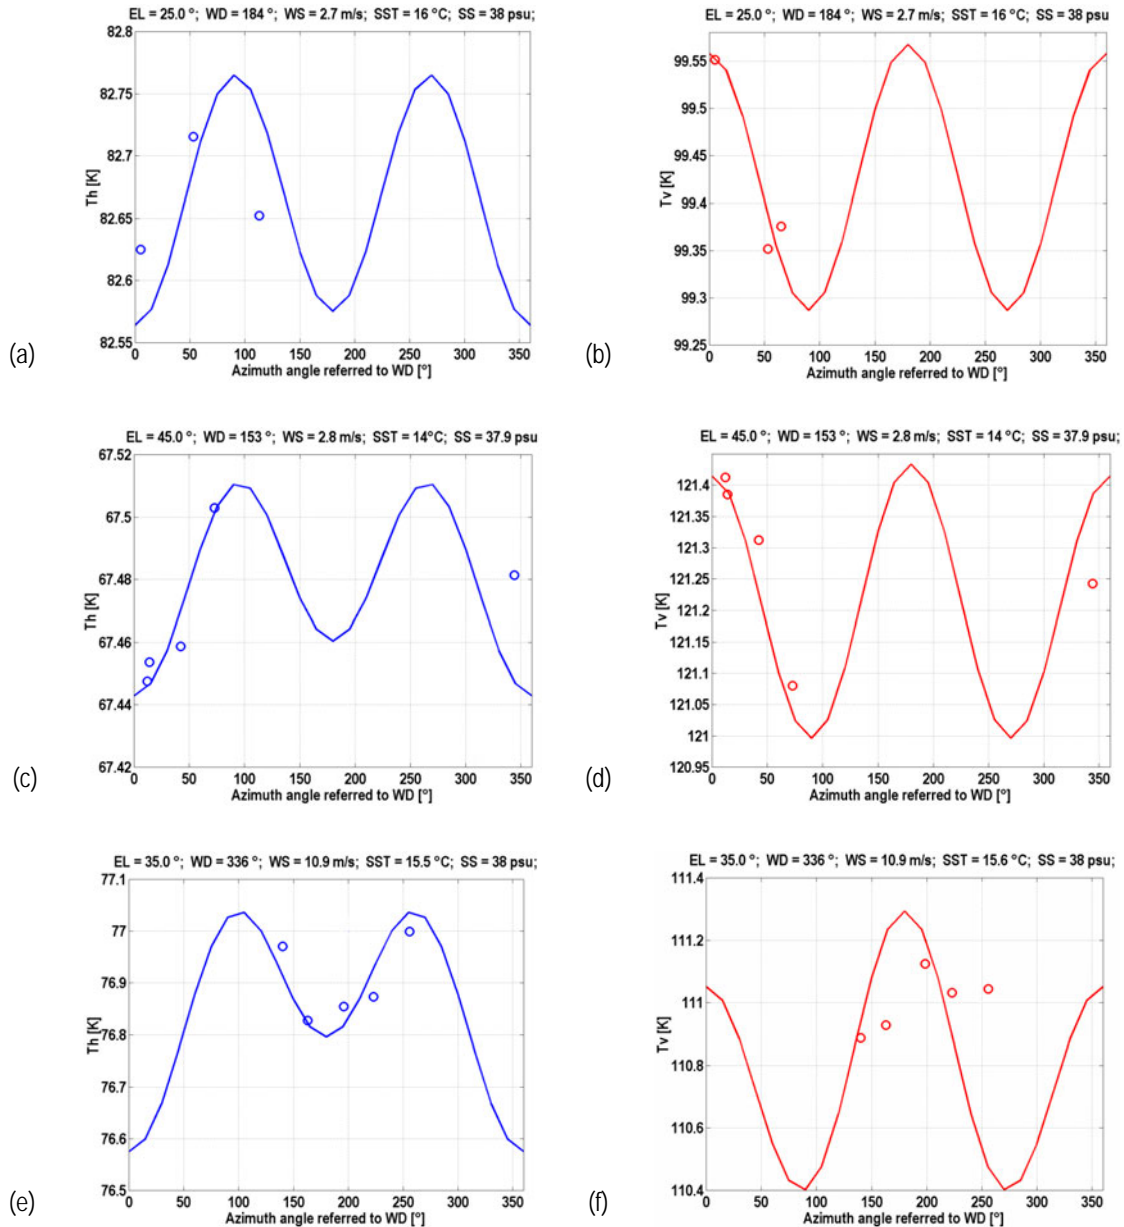 EL = 25.0 °; WD = 184 °; WS = 2.7 m/s; SST = 16 °C; SS = 38 psu;
82.8
82.75
82.7
82.65
82.6
82.55
Th [K]
0 50 100 150 200 250 300 350
Azimuth angle referred to WD [°]
(a)
EL = 25.0 °; WD = 184 °; WS = 2.7 m/s; SST = 16 °C; SS = 38 psu
99.55
99.5
99.45
99.4
99.35
99.3
99.25
Tv [K]
0 50 100 150 200 250 300 350
Azimuth angle referred to WD [°]
(b)
EL = 45.0 °; WD = 153 °; WS = 2.8 m/s; SST = 14°C; SS = 37.9 psu
67.52
67.5
67.48
67.46
67.44
67.42
Th [K]
0 50 100 150 200 250 300 350
Azimuth angle referred to WD [°]
(c)
EL = 45.0 °; WD = 153 °; WS = 2.8 m/s; SST = 14 °C; SS = 37.9 psu;
121.4
121.35
121.3
121.25
121.2
121.15
121.1
121.05
121
120.95
Tv [K]
0 50 100 150 200 250 300 350
Azimuth angle referred to WD [°]
(d)
EL = 35.0 °; WD = 336 °; WS = 10.9 m/s; SST = 15.5 °C; SS = 38 psu;
77.1
77
76.9
76.8
76.7
76.6
76.5
Th [K]
0 50 100 150 200 250 300 350
Azimuth angle referred to WD [°]
(e)
EL = 35.0 °; WD = 336 °; WS = 10.9 m/s; SST = 15.6 °C; SS = 38 psu;
111.4
111.2
111
110.8
110.6
110.4
Tv [K]
0 50 100 150 200 250 300 350
Azimuth angle referred to WD [°]
(f)